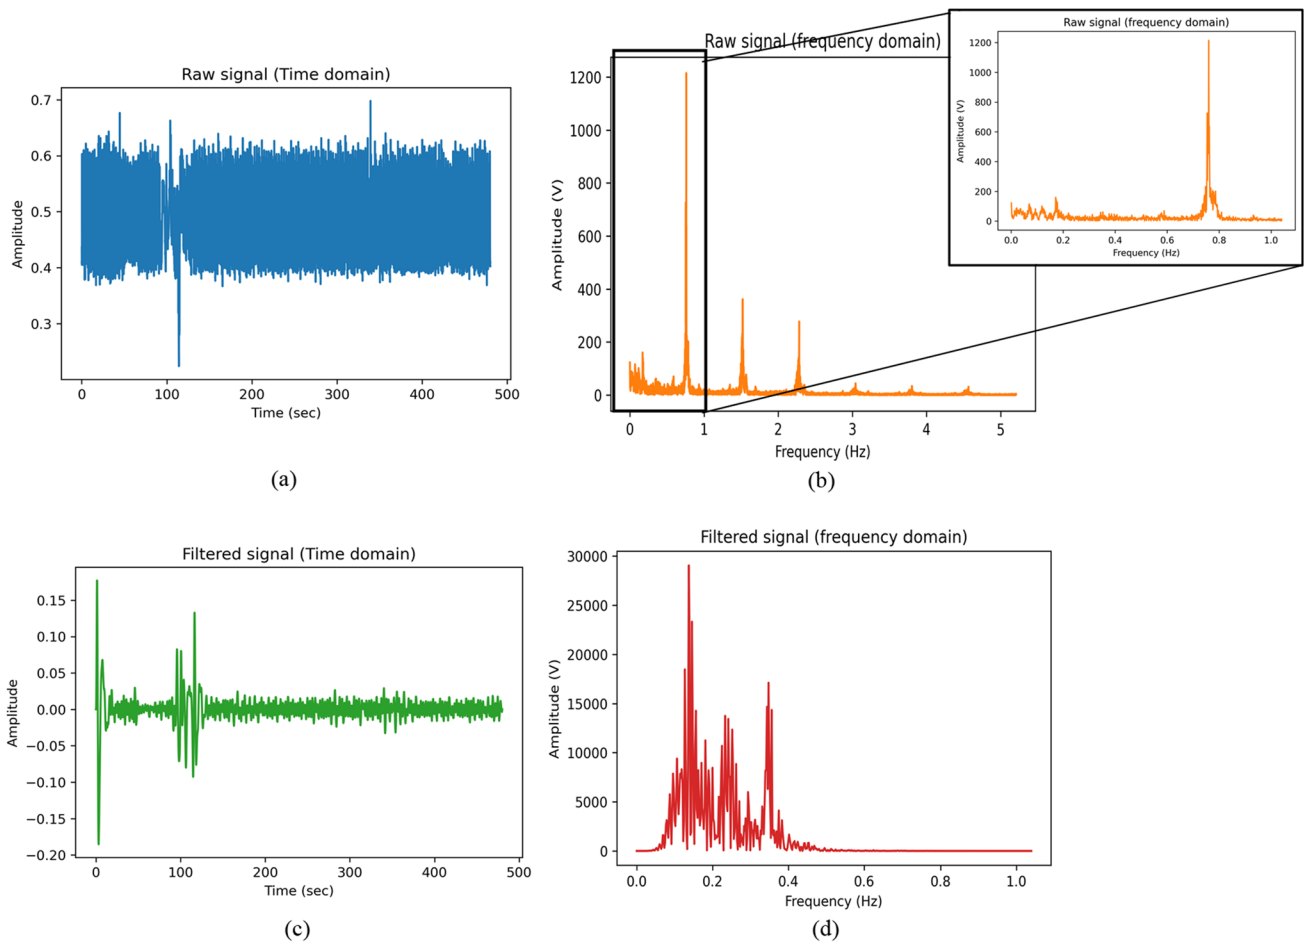 Raw signal (Time domain)
Amplitude
0.7
0.6
0.5
0.4
0.3
0 100 200 300 400 500
Time (sec)
(a)
Raw signal (frequency domain)
Amplitude (V)
1200
1000
800
600
400
200
0
0 1 2 3 4 5
Frequency (Hz)
(b)
Raw signal (frequency domain)
Amplitude (V)
1200
1000
800
600
400
200
0
0.0 0.2 0.4 0.6 0.8 1.0
Frequency (Hz)
Filtered signal (Time domain)
Amplitude
0.15
0.10
0.05
0.00
−0.05
−0.10
−0.15
−0.20
0 100 200 300 400 500
Time (sec)
(c)
Filtered signal (frequency domain)
Amplitude (V)
30000
25000
20000
15000
10000
5000
0
0.0 0.2 0.4 0.6 0.8 1.0
Frequency (Hz)
(d)